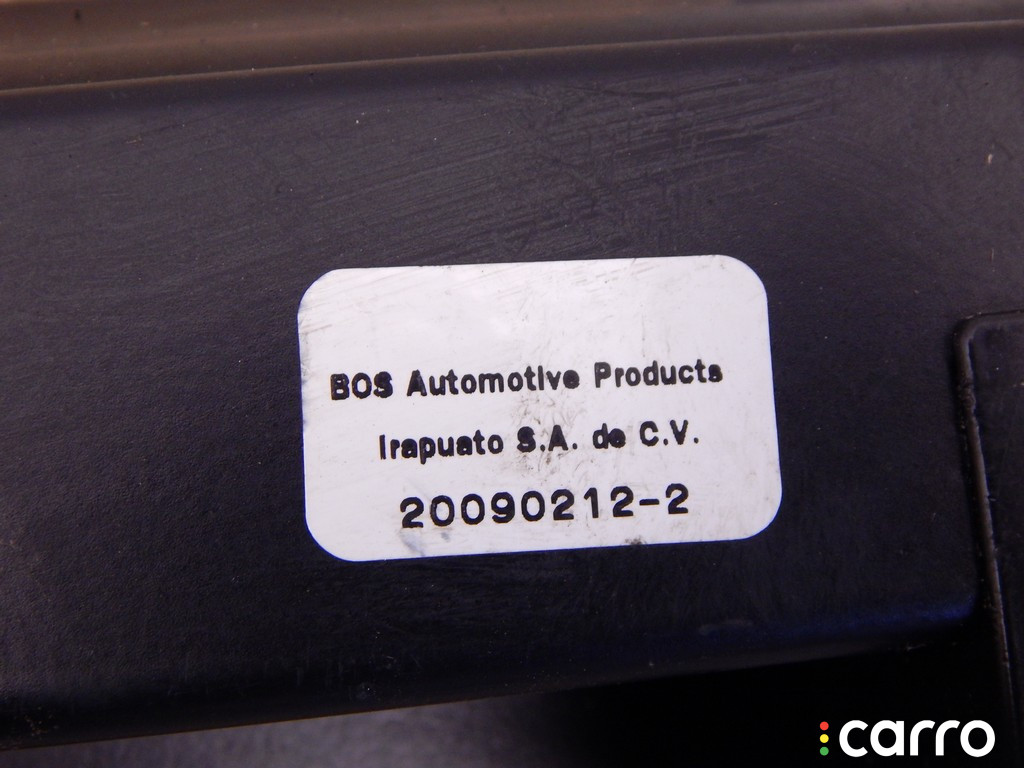 BOS Automotive Products
Irapuato S.A. de C.V.
20090212-2
carro